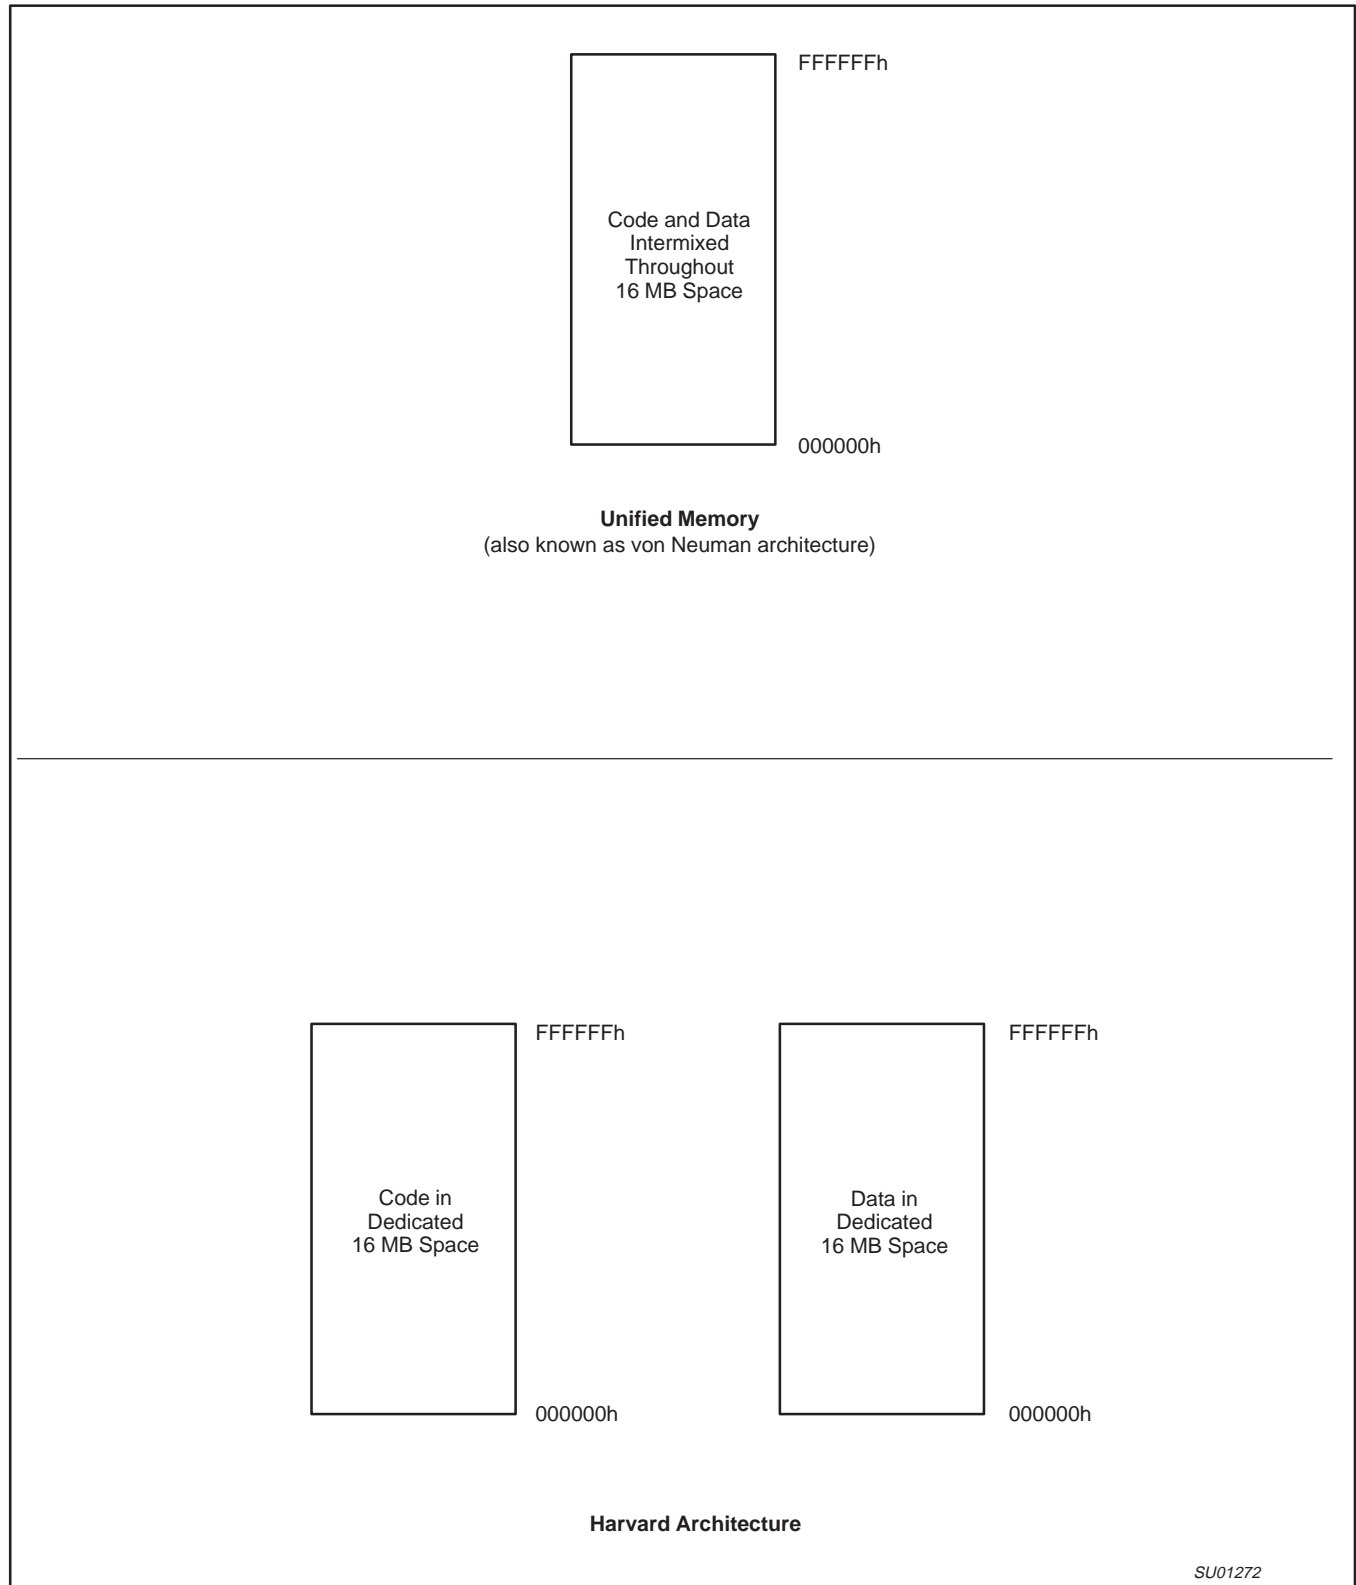 FFFFFFh
Code and Data
Intermixed
Throughout
16 MB Space
000000h
Unified Memory
(also known as von Neuman architecture)
FFFFFFh
Code in
Dedicated
16 MB Space
000000h
FFFFFFh
Data in
Dedicated
16 MB Space
000000h
Harvard Architecture
SU01272